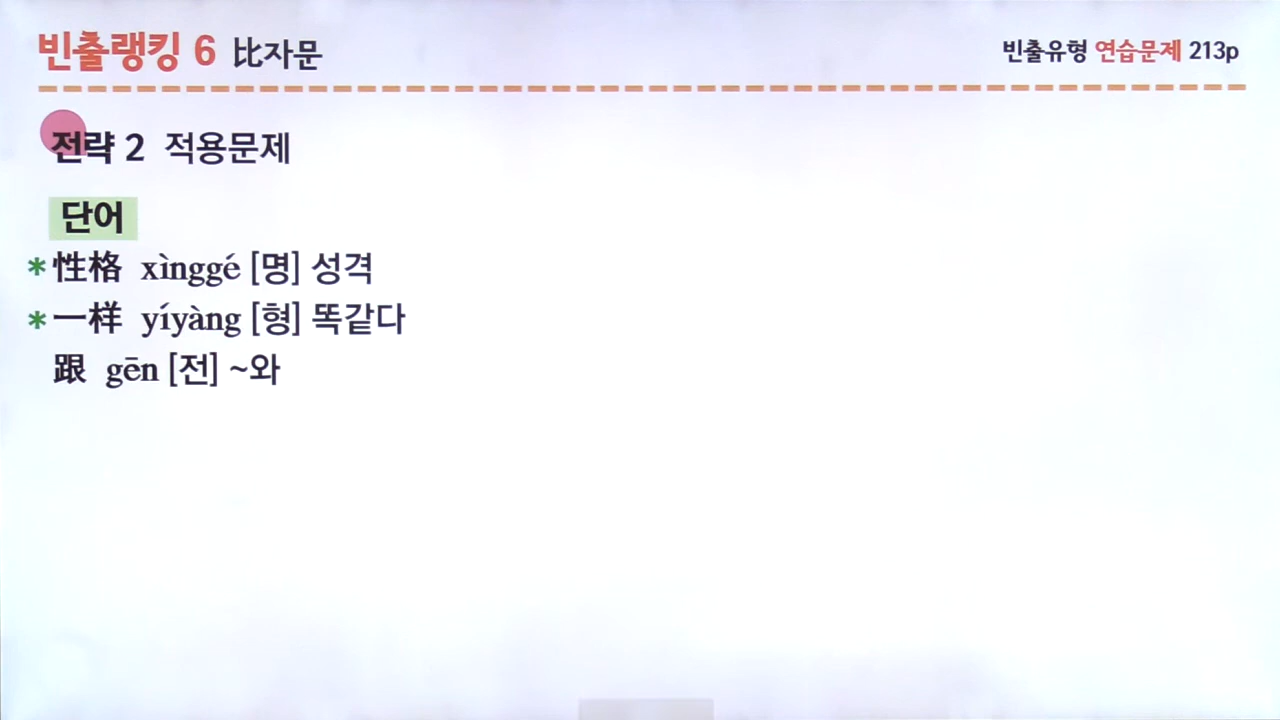 빈출랭킹 6 比자문
빈출유형 연습문제 213p
전략 2 적용문제
단어
*性格 xìnggé [명] 성격
*一样 yíyàng [형] 똑같다
跟 gēn [전] ~와